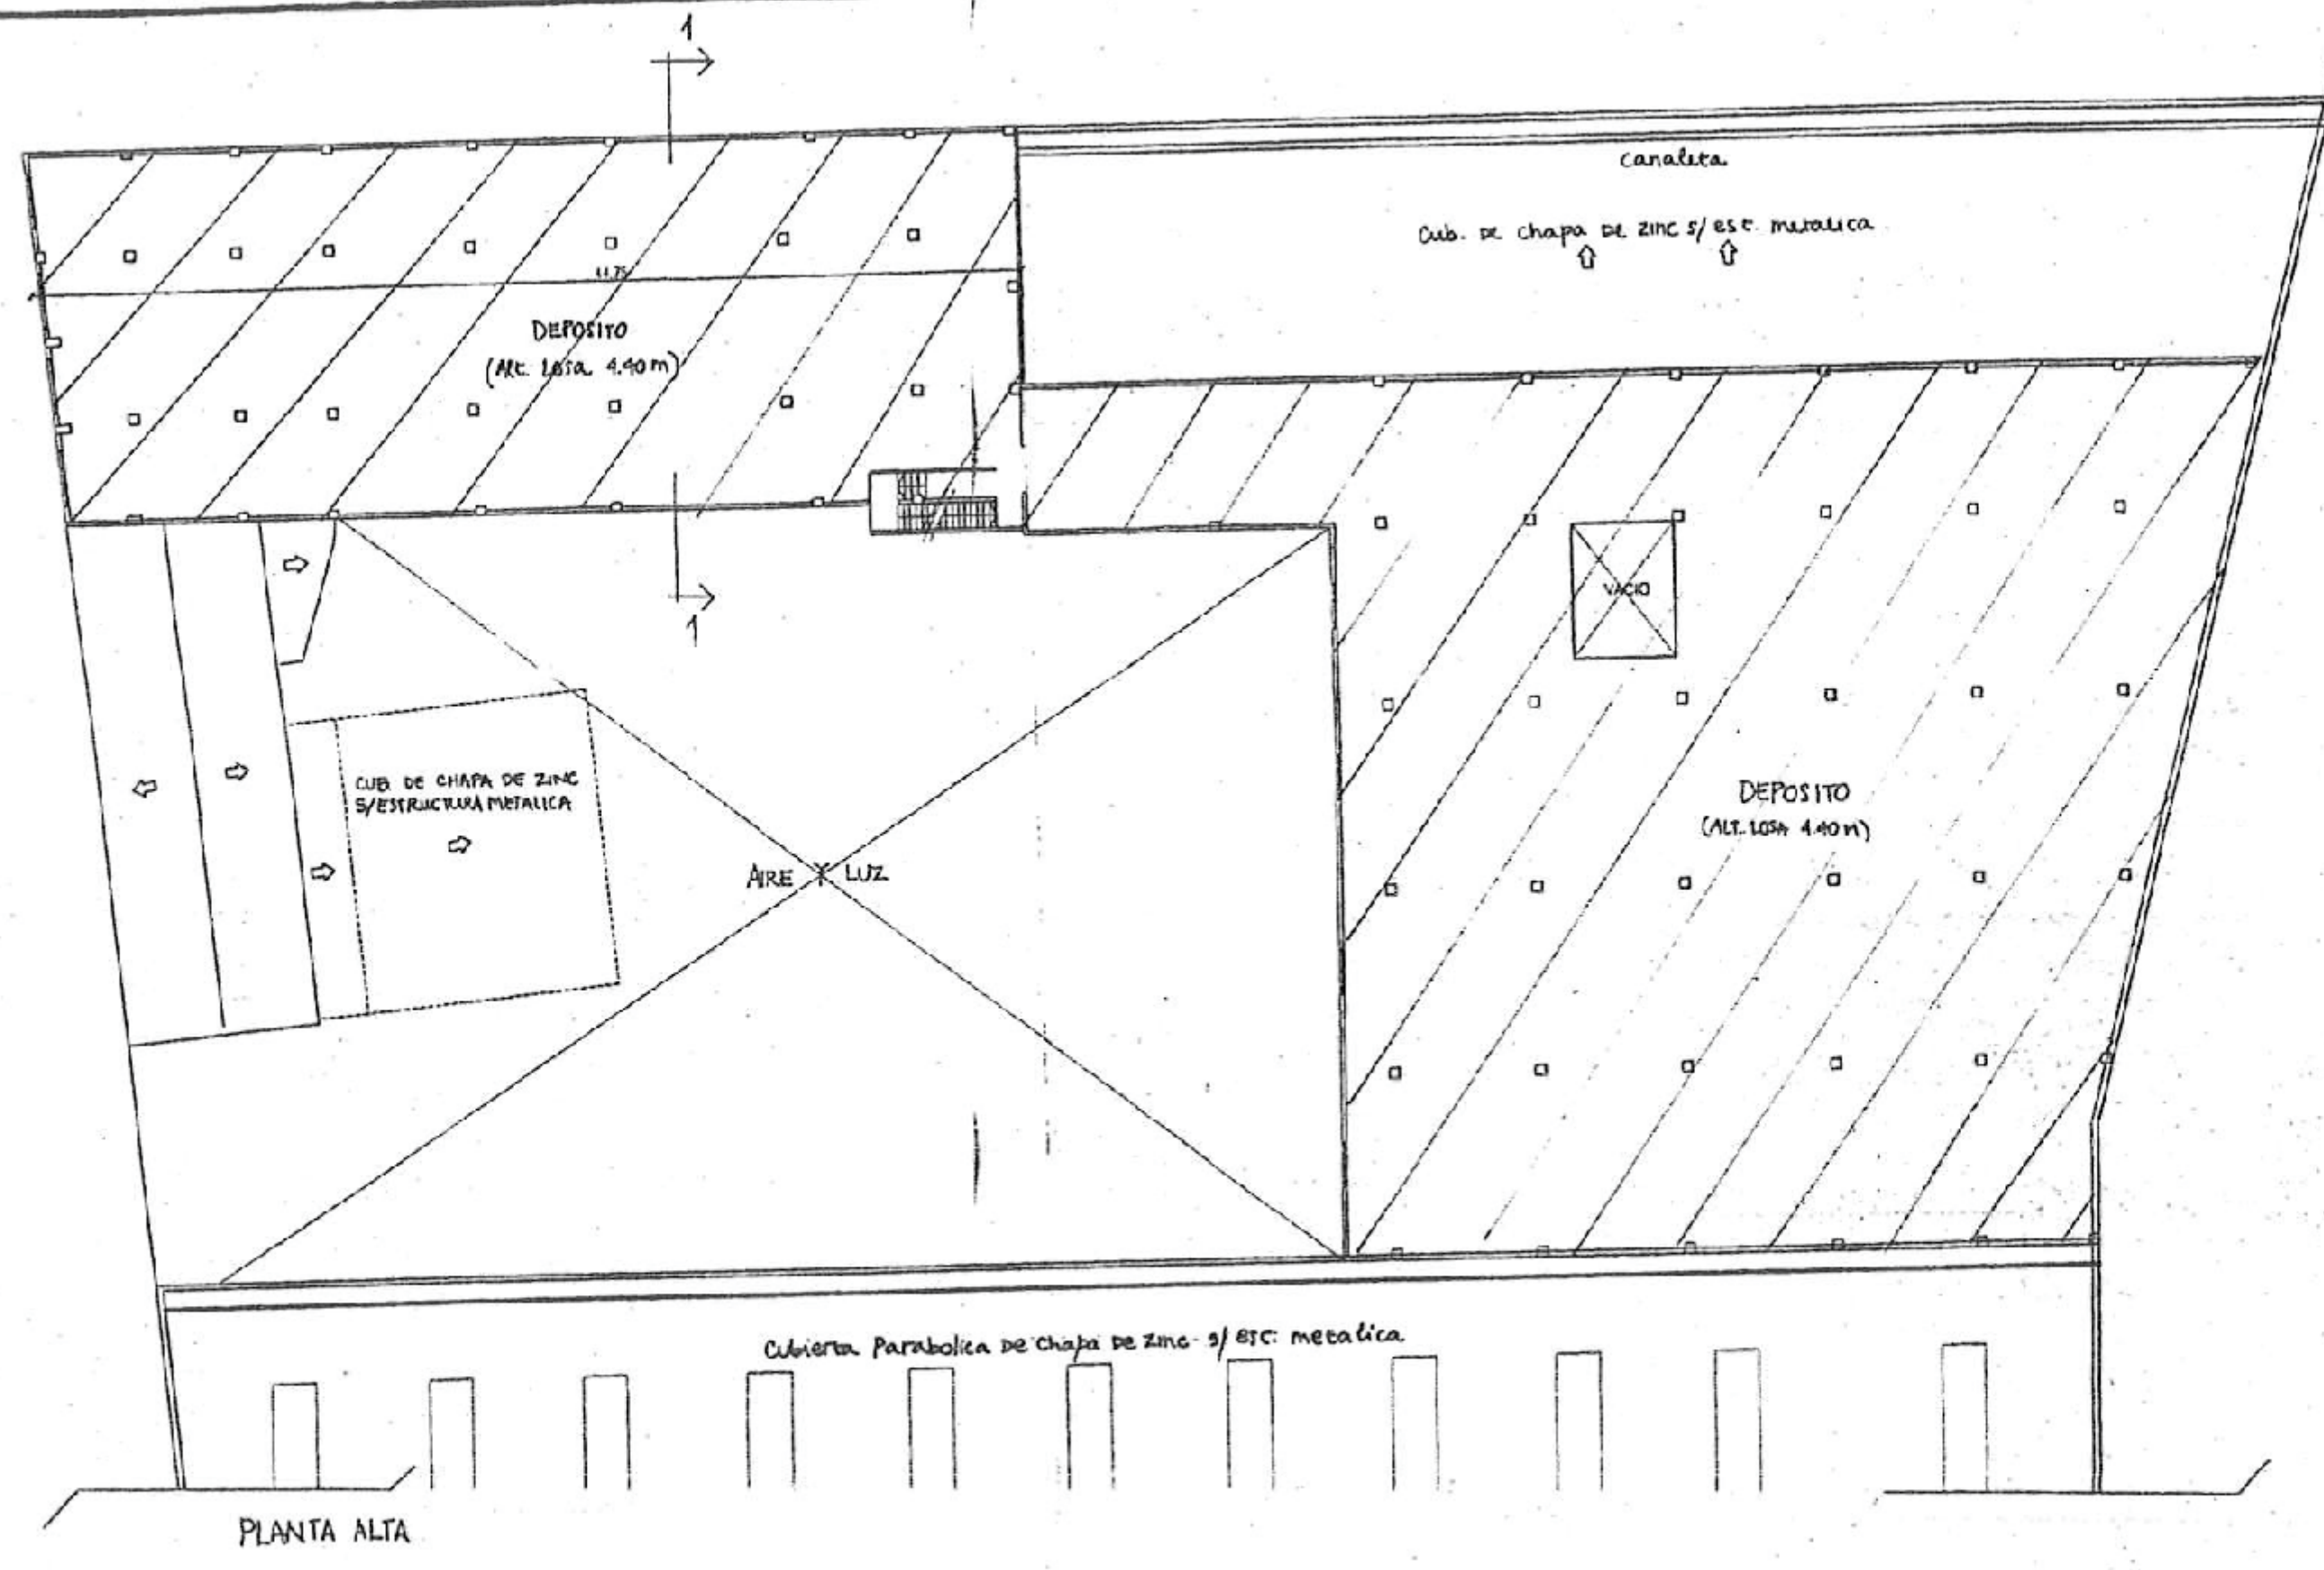 1
canaleta
Cub. DE chapa DE ZINC S/ est. metalica
DEPOSITO
(Alt. Losa 4.40 m)
VACIO
1
CUB. DE CHAPA DE ZINC
S/ESTRUCTURA METALICA
DEPOSITO
(ALT. LOSA 4.40 m)
AIRE Y LUZ
Cubierta Parabolica DE Chapa DE Zinc s/ est. metalica
PLANTA ALTA